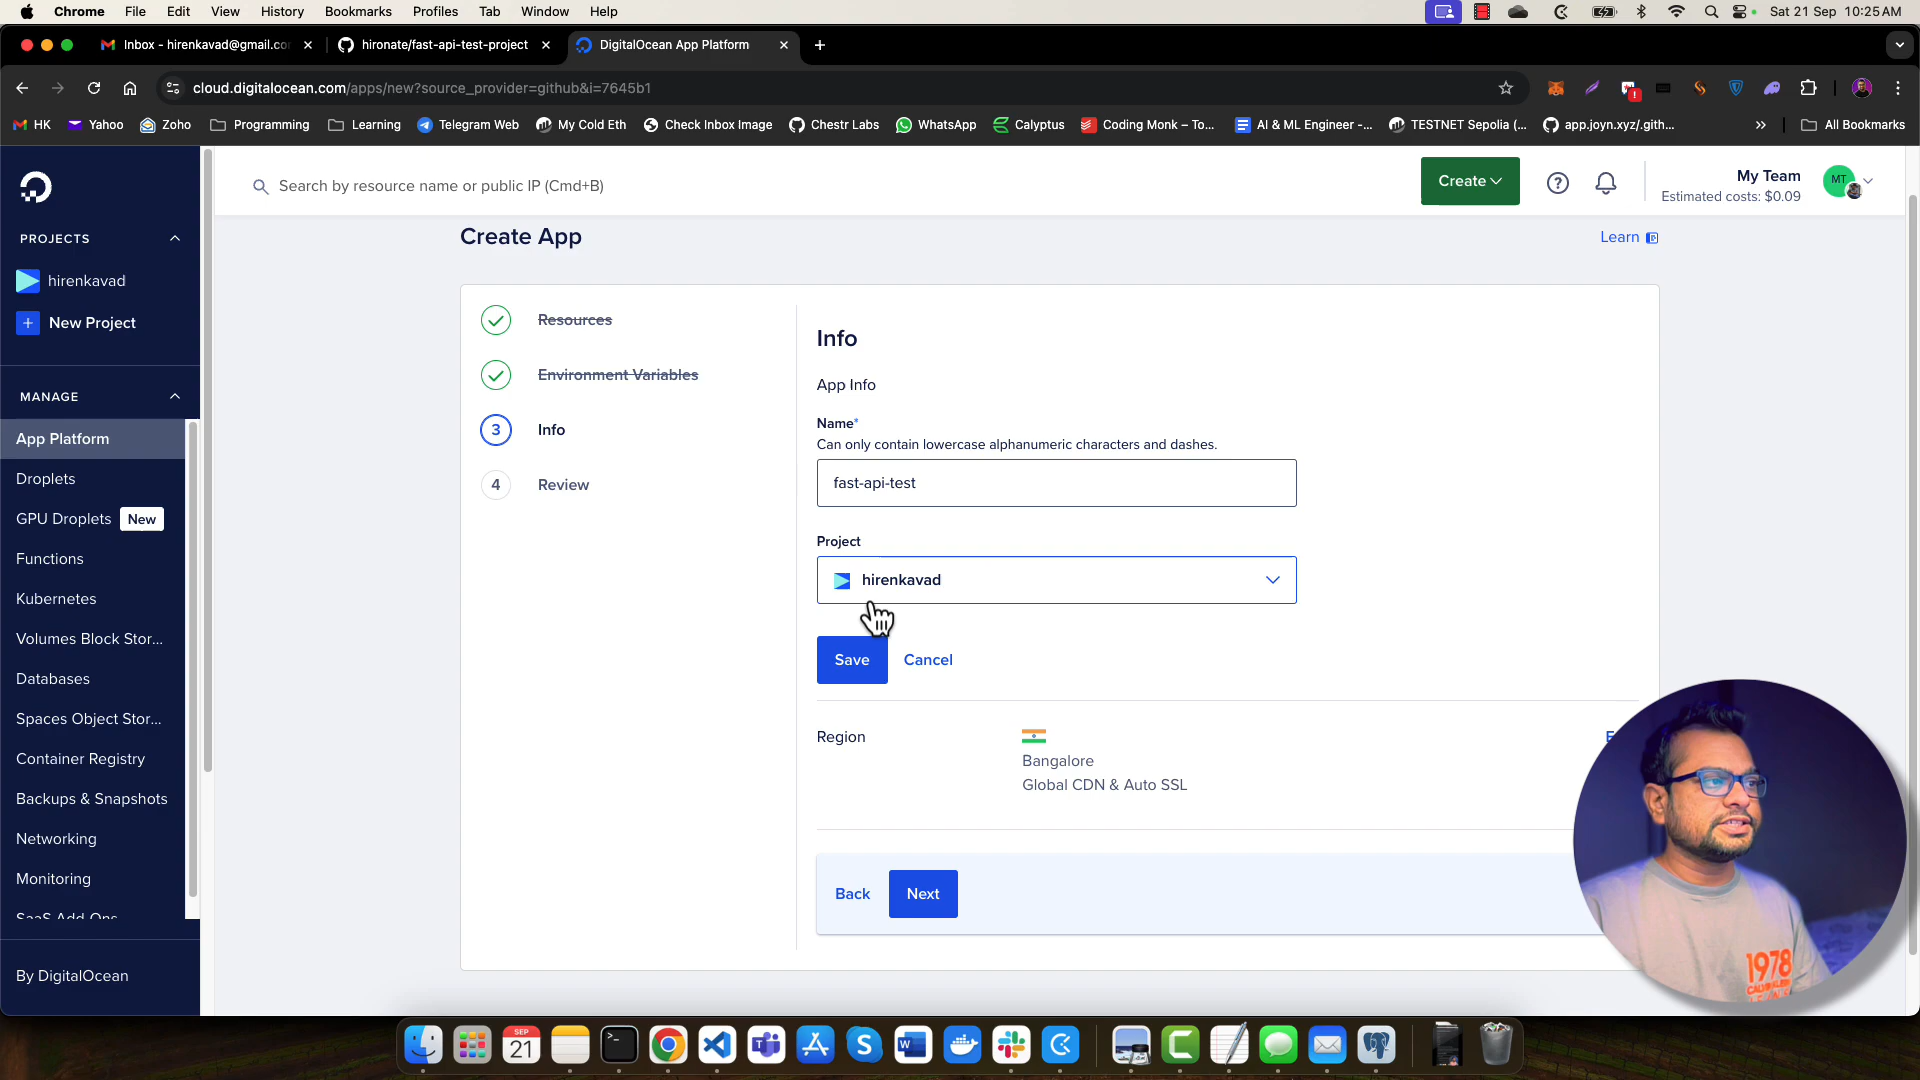 Chrome File Edit View History Bookmarks Profiles Tab Window Help
Sat 21 Sep 10:25 AM
Inbox - hirenkavad@gmail.co
hironate/fast-api-test-project
DigitalOcean App Platform
cloud.digitalocean.com/apps/new?source_provider=github&i=7645b1
HK
Yahoo
Zoho
Programming
Learning
Telegram Web
My Cold Eth
Check Inbox Image
Chestr Labs
WhatsApp
Calyptus
Coding Monk – To...
AI & ML Engineer -...
TESTNET Sepolia (...
app.joyn.xyz/.gith...
»
All Bookmarks
Search by resource name or public IP (Cmd+B)
Create
?
My Team
Estimated costs: $0.09
MT
PROJECTS
hirenkavad
+ New Project
MANAGE
App Platform
Droplets
GPU Droplets New
Functions
Kubernetes
Volumes Block Stor...
Databases
Spaces Object Stor...
Container Registry
Backups & Snapshots
Networking
Monitoring
SaaS Add-Ons
By DigitalOcean
Create App
Learn
Resources
Environment Variables
3 Info
4 Review
Info
App Info
Name*
Can only contain lowercase alphanumeric characters and dashes.
fast-api-test
Project
hirenkavad
Save Cancel
Region
Bangalore
Global CDN & Auto SSL
Back Next
1978
SEP
21